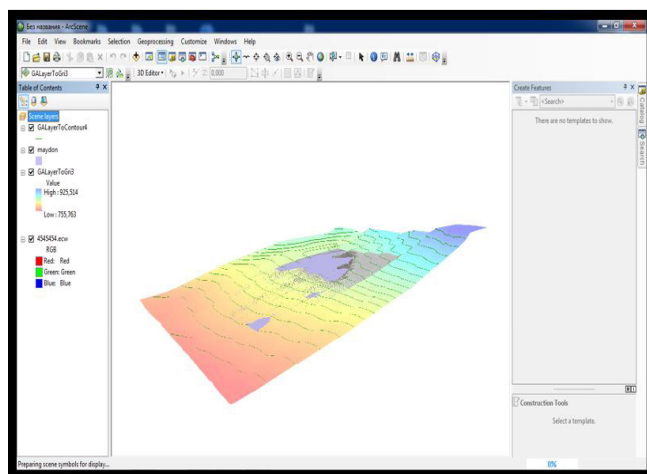 Без названия - ArcScene
File Edit View Bookmarks Selection Geoprocessing Customize Windows Help
GALayerToGri3
3D Editor
0,000
Table of Contents
Scene layers
GALayerToContour4
maydon
GALayerToGri3
Value
High : 925,514
Low : 755,763
4545454.ecw
RGB
Red: Red
Green: Green
Blue: Blue
Create Features
<Search>
There are no templates to show.
Construction Tools
Select a template.
Catalog
Search
Preparing scene symbols for display...
0%